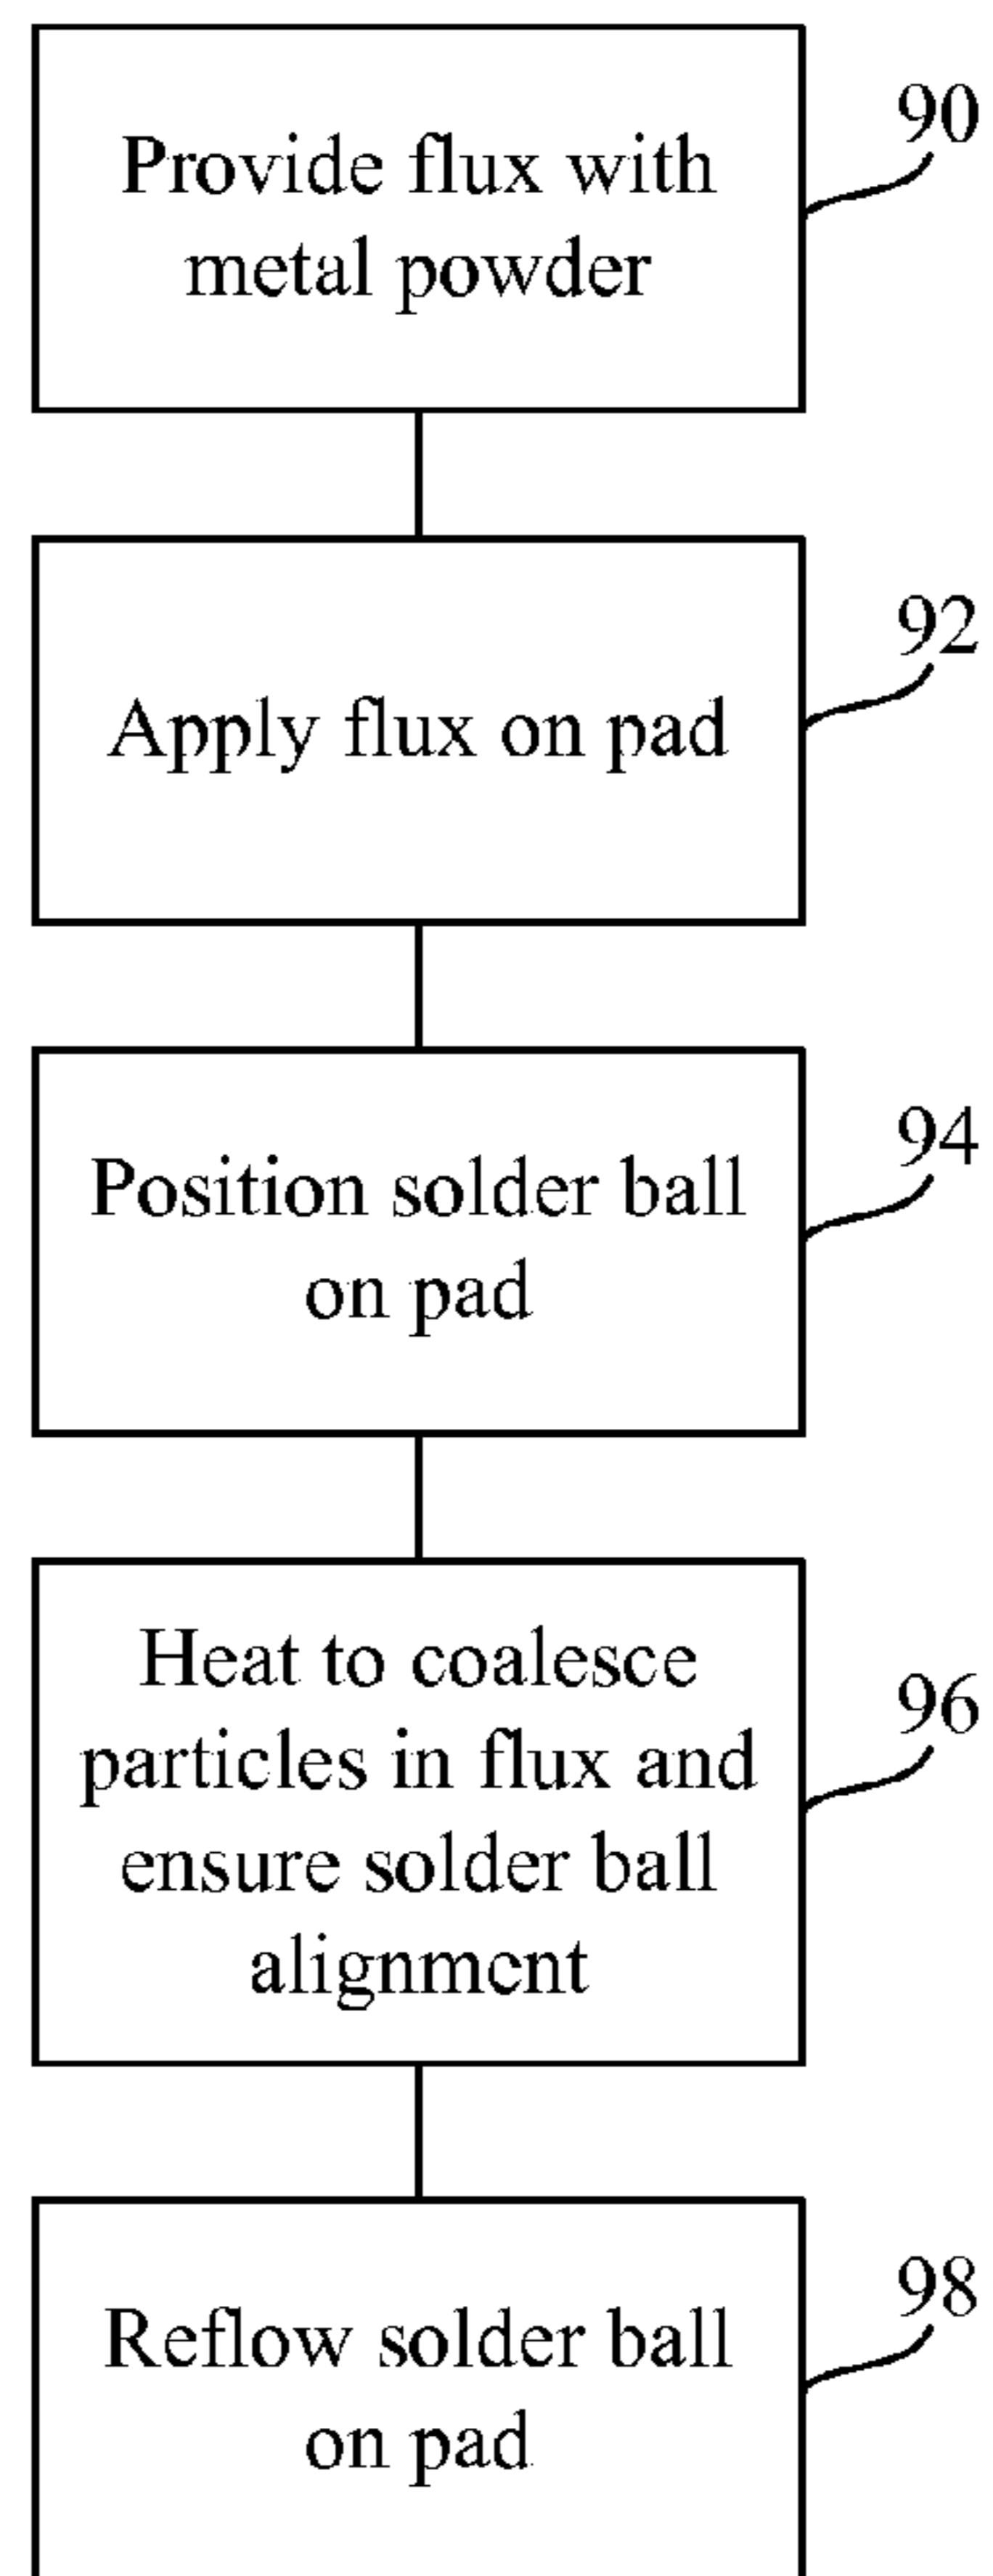 Provide flux with
metal powder
90
Apply flux on pad
92
Position solder ball
on pad
94
Heat to coalesce
particles in flux and
ensure solder ball
alignment
96
Reflow solder ball
on pad
98